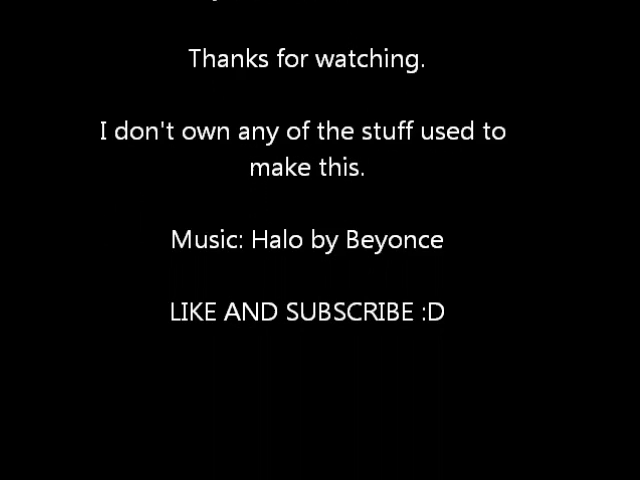 Thanks for watching.
I don't own any of the stuff used to
make this.
Music: Halo by Beyonce
LIKE AND SUBSCRIBE :D